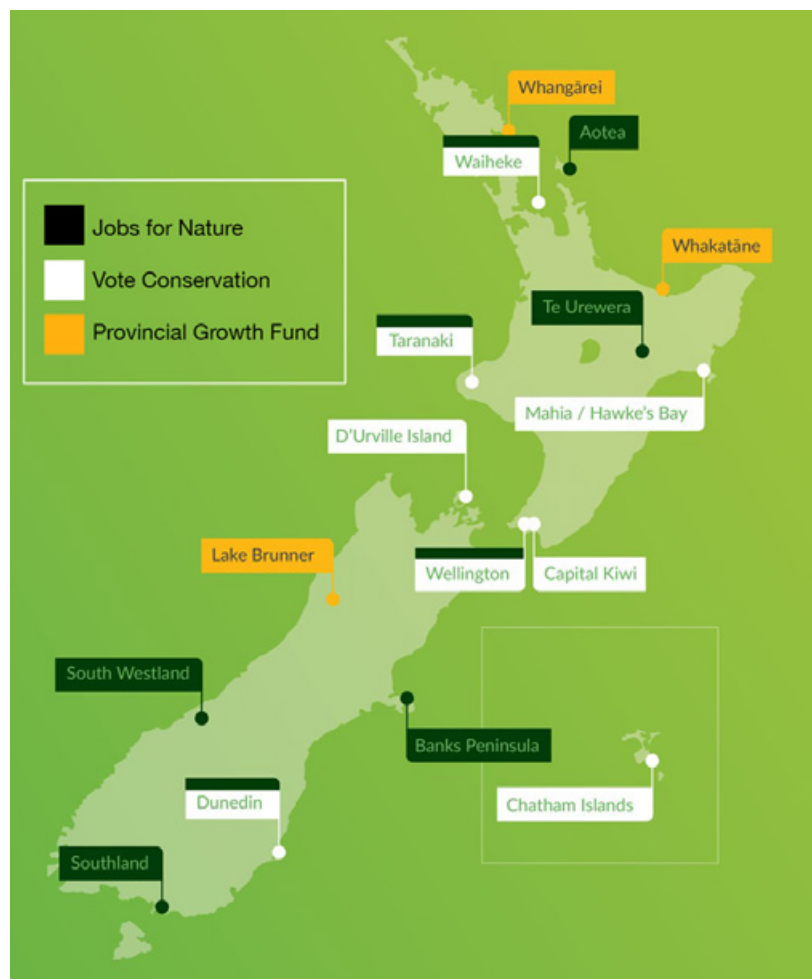 Whangārei
Aotea
Waiheke
Jobs for Nature
Vote Conservation
Provincial Growth Fund
Whakatāne
Te Urewera
Taranaki
Mahia / Hawke's Bay
D'Urville Island
Lake Brunner
Wellington
Capital Kiwi
South Westland
Banks Peninsula
Dunedin
Chatham Islands
Southland